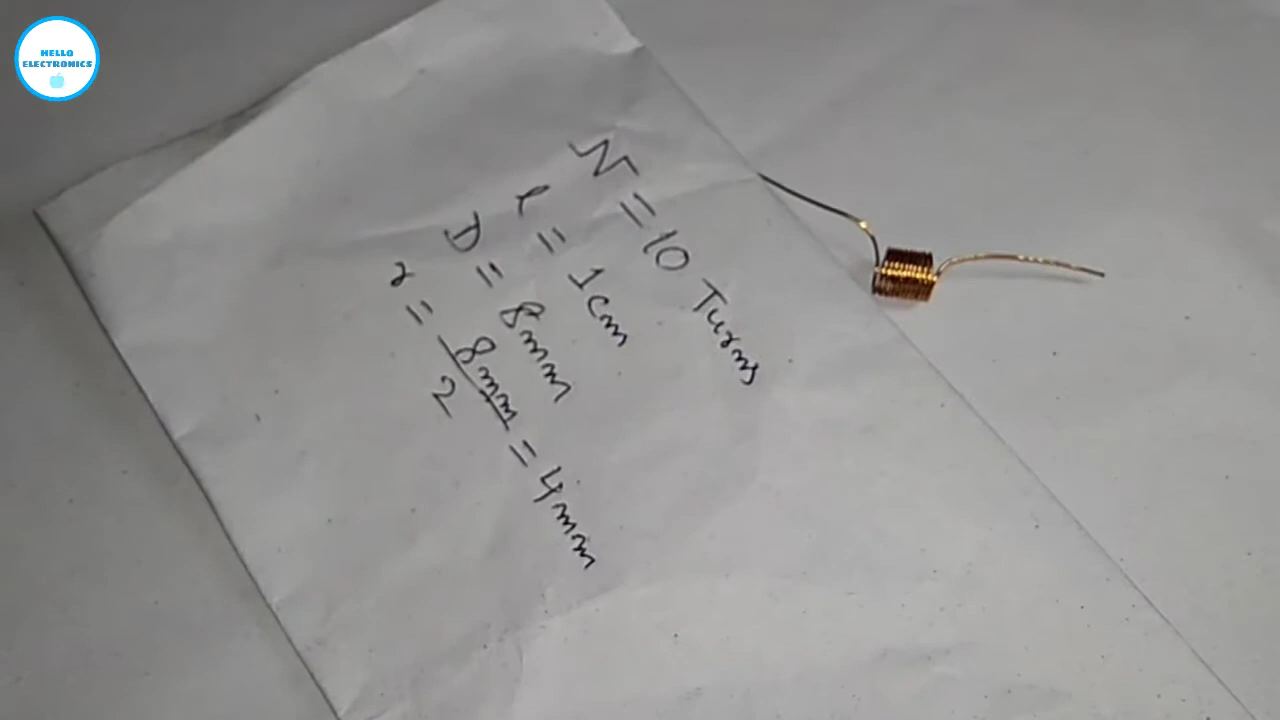 HELLO
ELECTRONICS
N = 10 Turns
l = 1cm
D = 8mm
r = 8mm/2 = 4mm